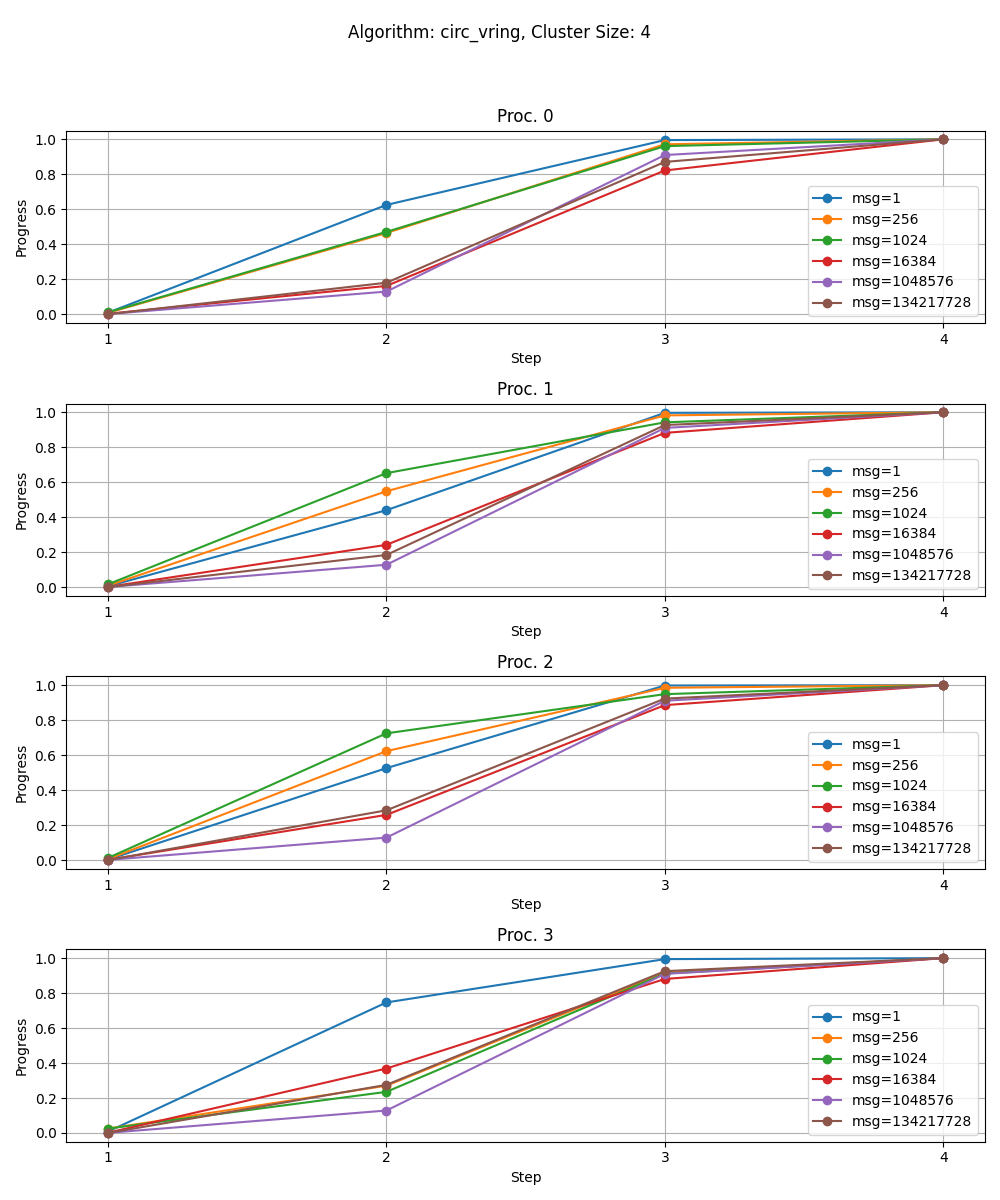 Algorithm: circ_vring, Cluster Size: 4
Proc. 0
1.0
0.8
0.6
0.4
0.2
0.0
Progress
msg=1
msg=256
msg=1024
msg=16384
msg=1048576
msg=134217728
1 2 3 4
Step
Proc. 1
1.0
0.8
0.6
0.4
0.2
0.0
Progress
msg=1
msg=256
msg=1024
msg=16384
msg=1048576
msg=134217728
1 2 3 4
Step
Proc. 2
1.0
0.8
0.6
0.4
0.2
0.0
Progress
msg=1
msg=256
msg=1024
msg=16384
msg=1048576
msg=134217728
1 2 3 4
Step
Proc. 3
1.0
0.8
0.6
0.4
0.2
0.0
Progress
msg=1
msg=256
msg=1024
msg=16384
msg=1048576
msg=134217728
1 2 3 4
Step